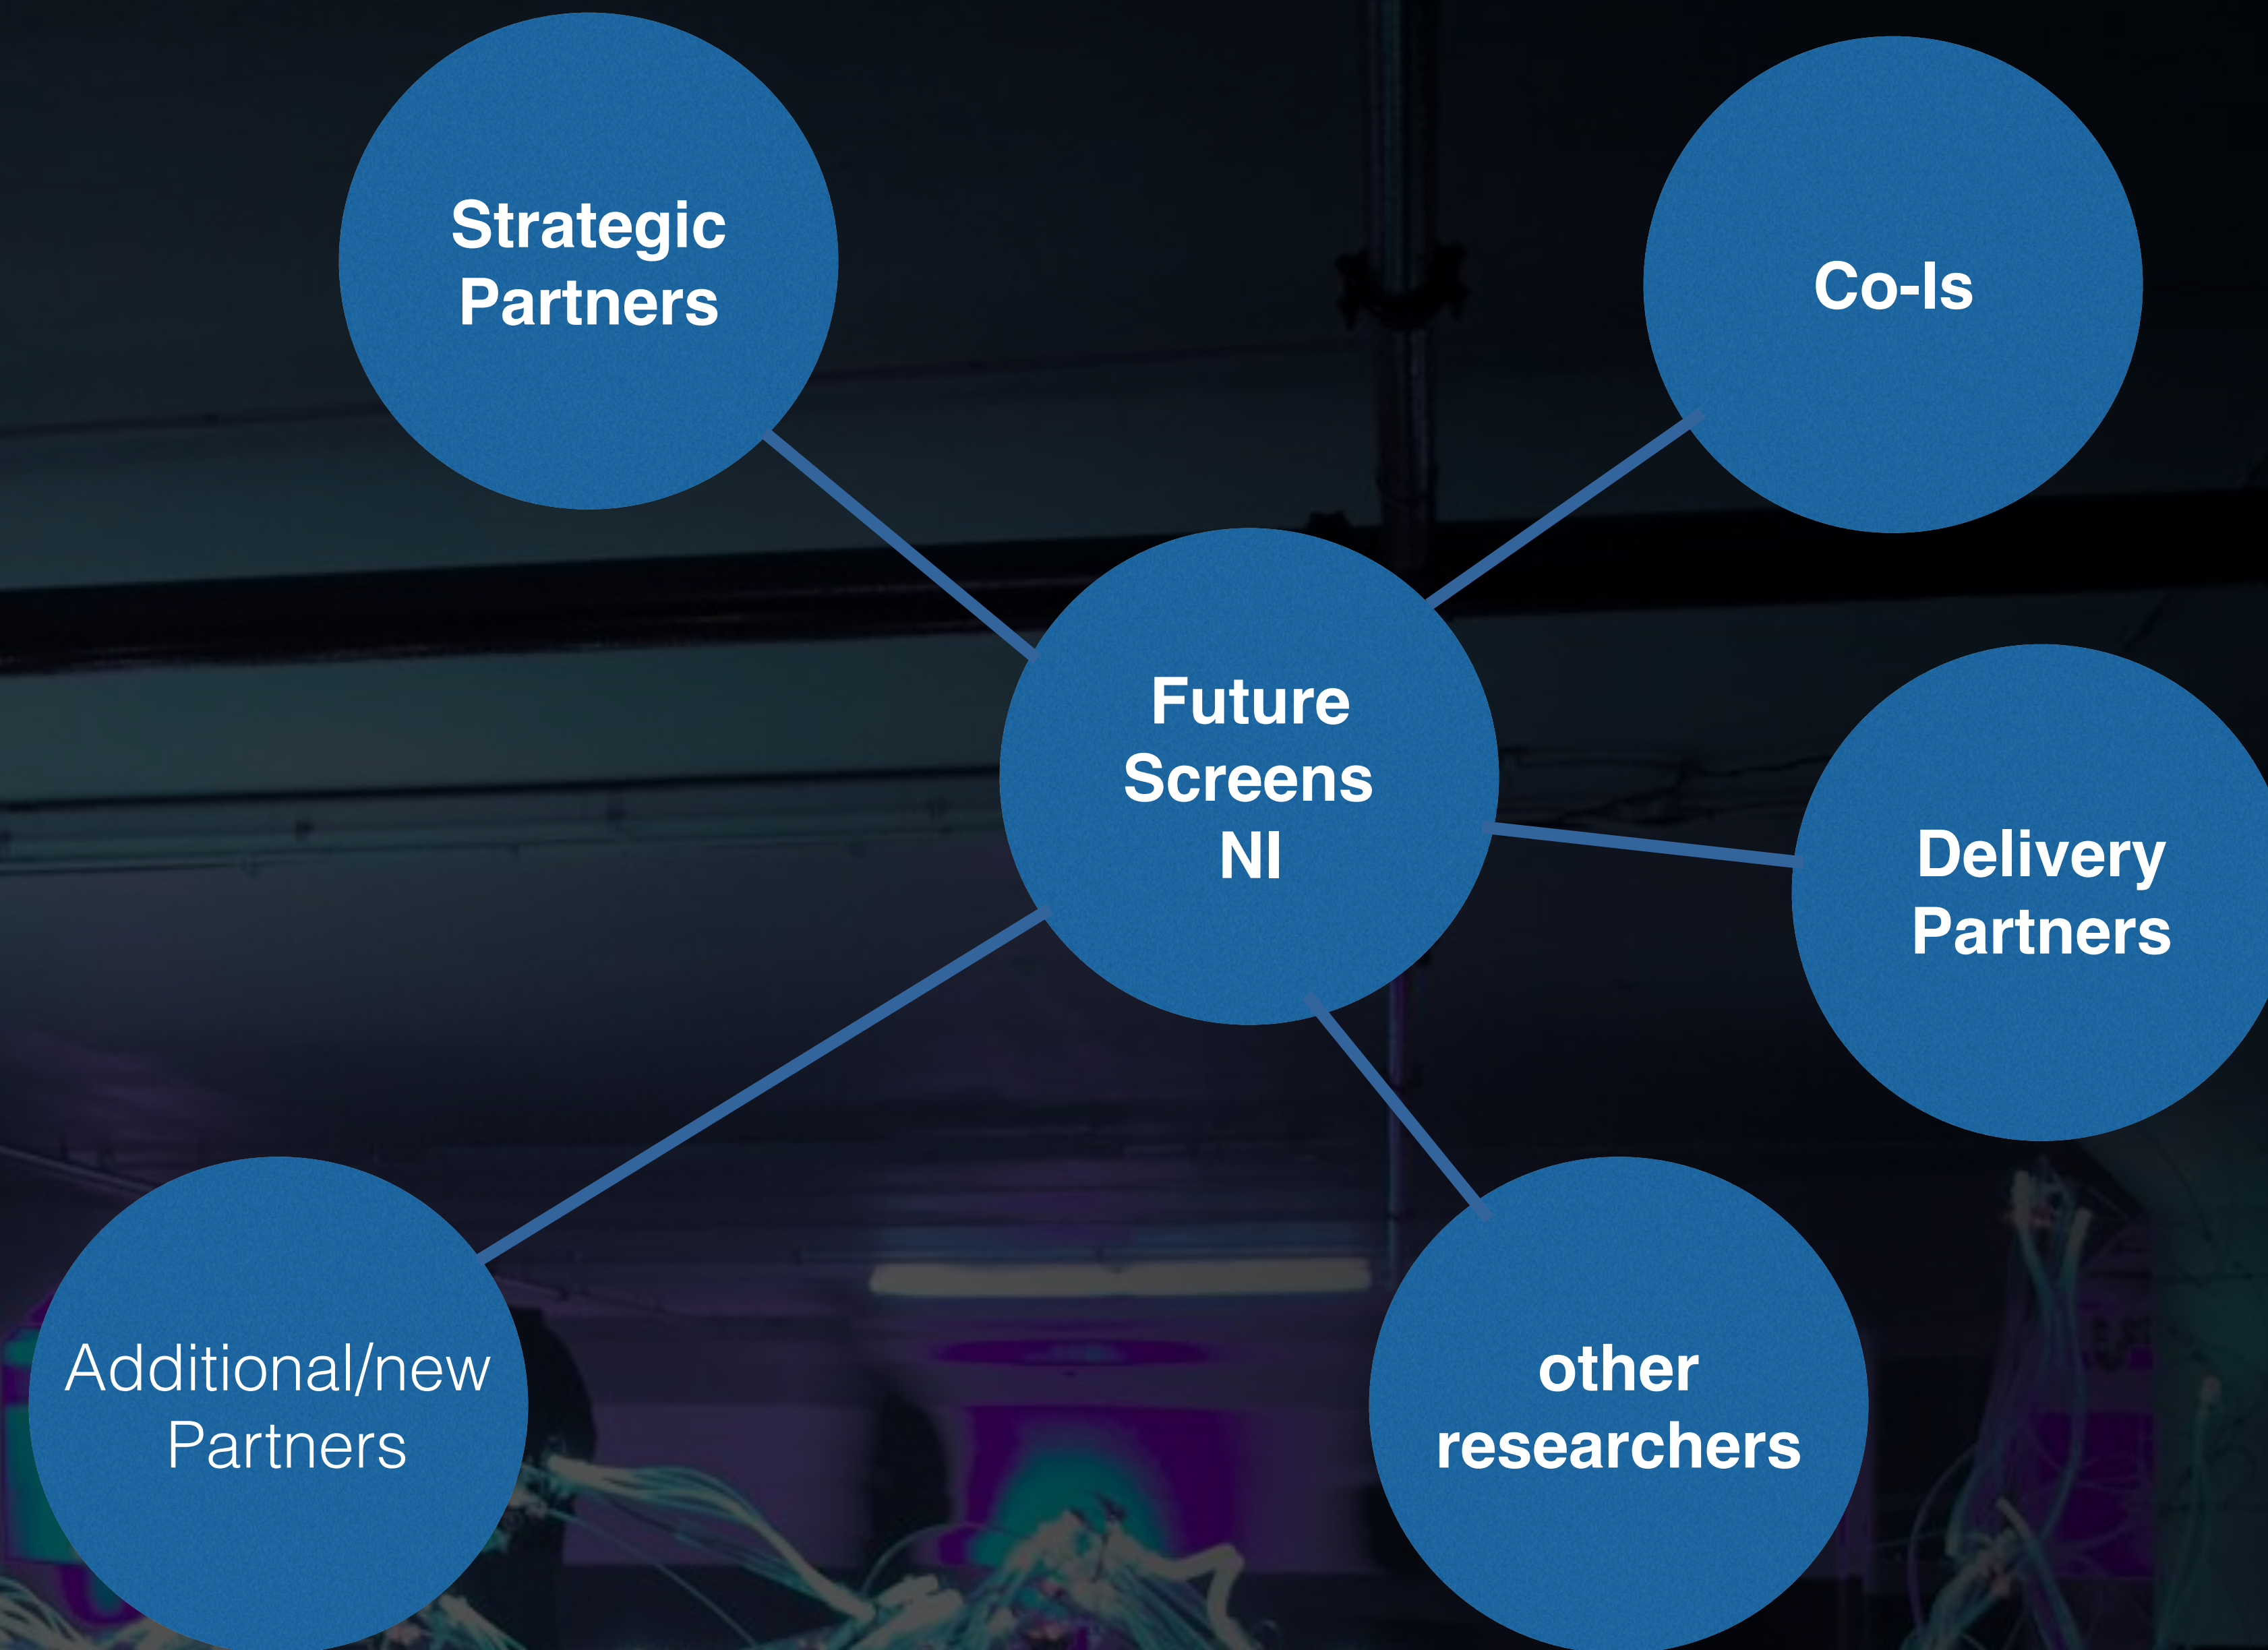 Strategic
Partners
Co-Is
Future
Screens
NI
Delivery
Partners
Additional/new
Partners
other
researchers